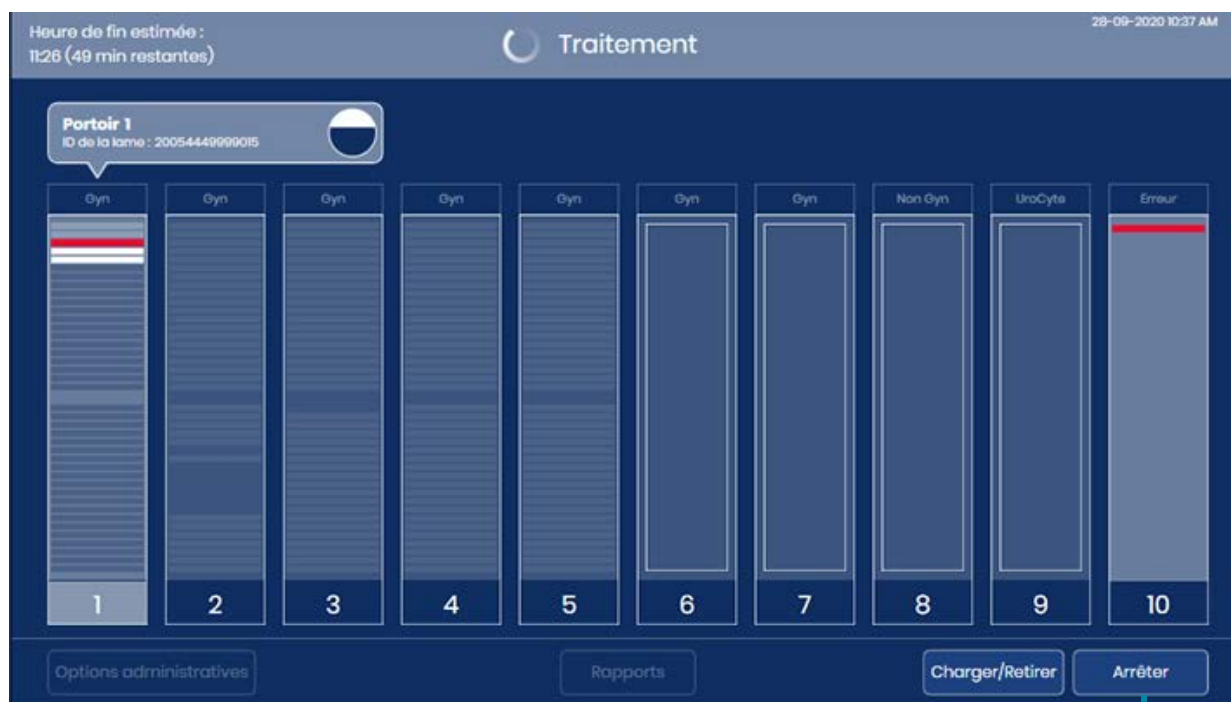 Heure de fin estimée :
11:26 (49 min restantes)
Traitement
28-09-2020 10:37 AM
Portoir 1
ID de la lame : 20054449999015
Gyn Gyn Gyn Gyn Gyn Gyn Gyn Non Gyn UroCyte Erreur
1 2 3 4 5 6 7 8 9 10
Options administratives Rapports Charger/Retirer Arrêter